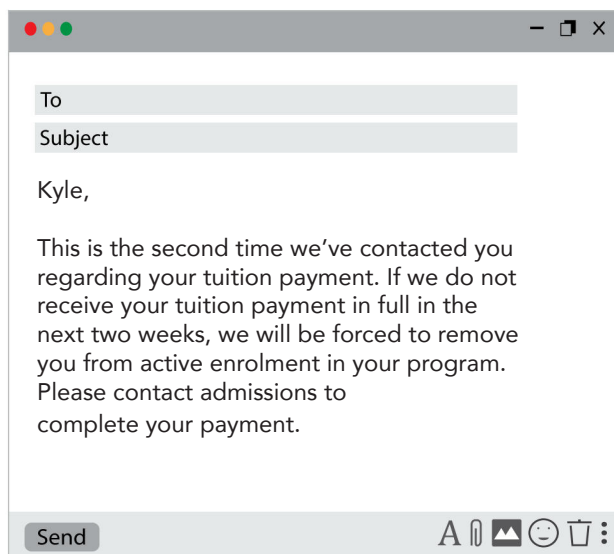 To
Subject
Kyle,
This is the second time we’ve contacted you
regarding your tuition payment. If we do not
receive your tuition payment in full in the
next two weeks, we will be forced to remove
you from active enrolment in your program.
Please contact admissions to
complete your payment.
Send
A